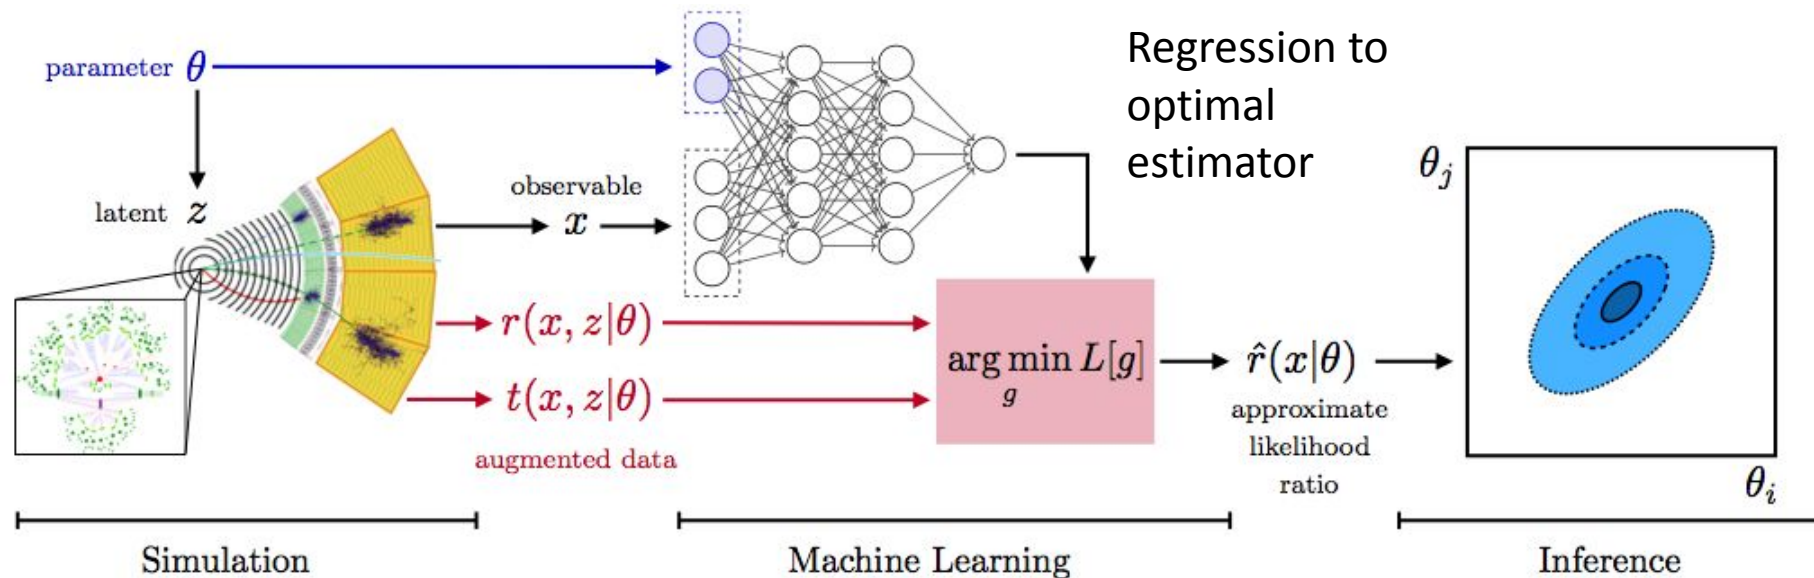 parameter θ
latent z
observable
x
r(x, z|θ)
t(x, z|θ)
augmented data
Regression to
optimal
estimator
arg min L[g]
g
r̂(x|θ)
approximate
likelihood
ratio
θj
θi
Simulation
Machine Learning
Inference